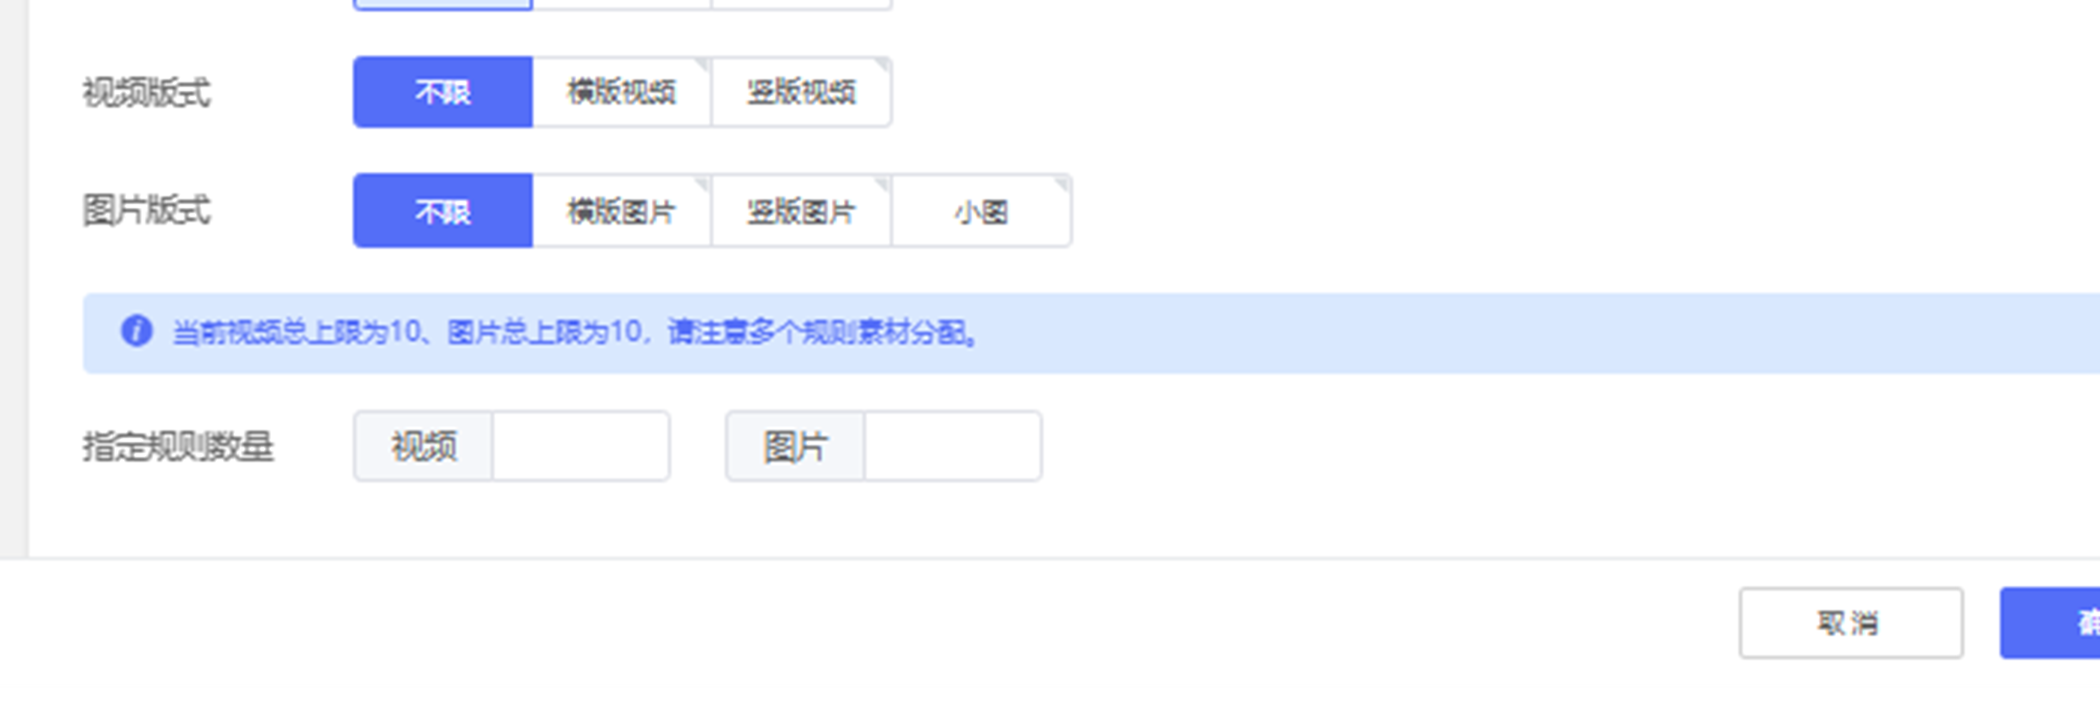 视频版式 不限 横版视频 竖版视频
图片版式 不限 横版图片 竖版图片 小图
当前视频总上限为10、图片总上限为10，请注意多个规则素材分配。
指定规则数量 视频 图片
取消